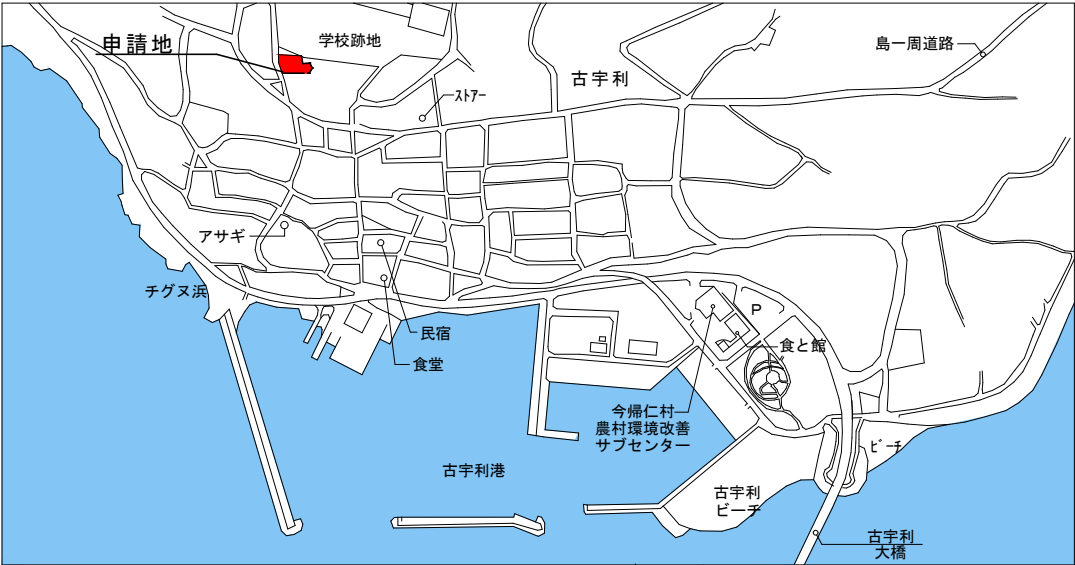 申請地
学校跡地
島一周道路
古宇利
ｽﾄｱｰ
アサギ
チグヌ浜
民宿
食堂
P
食と館
今帰仁村
農村環境改善
サブセンター
ﾋﾞｰﾁ
古宇利港
古宇利
ビーチ
古宇利
大橋